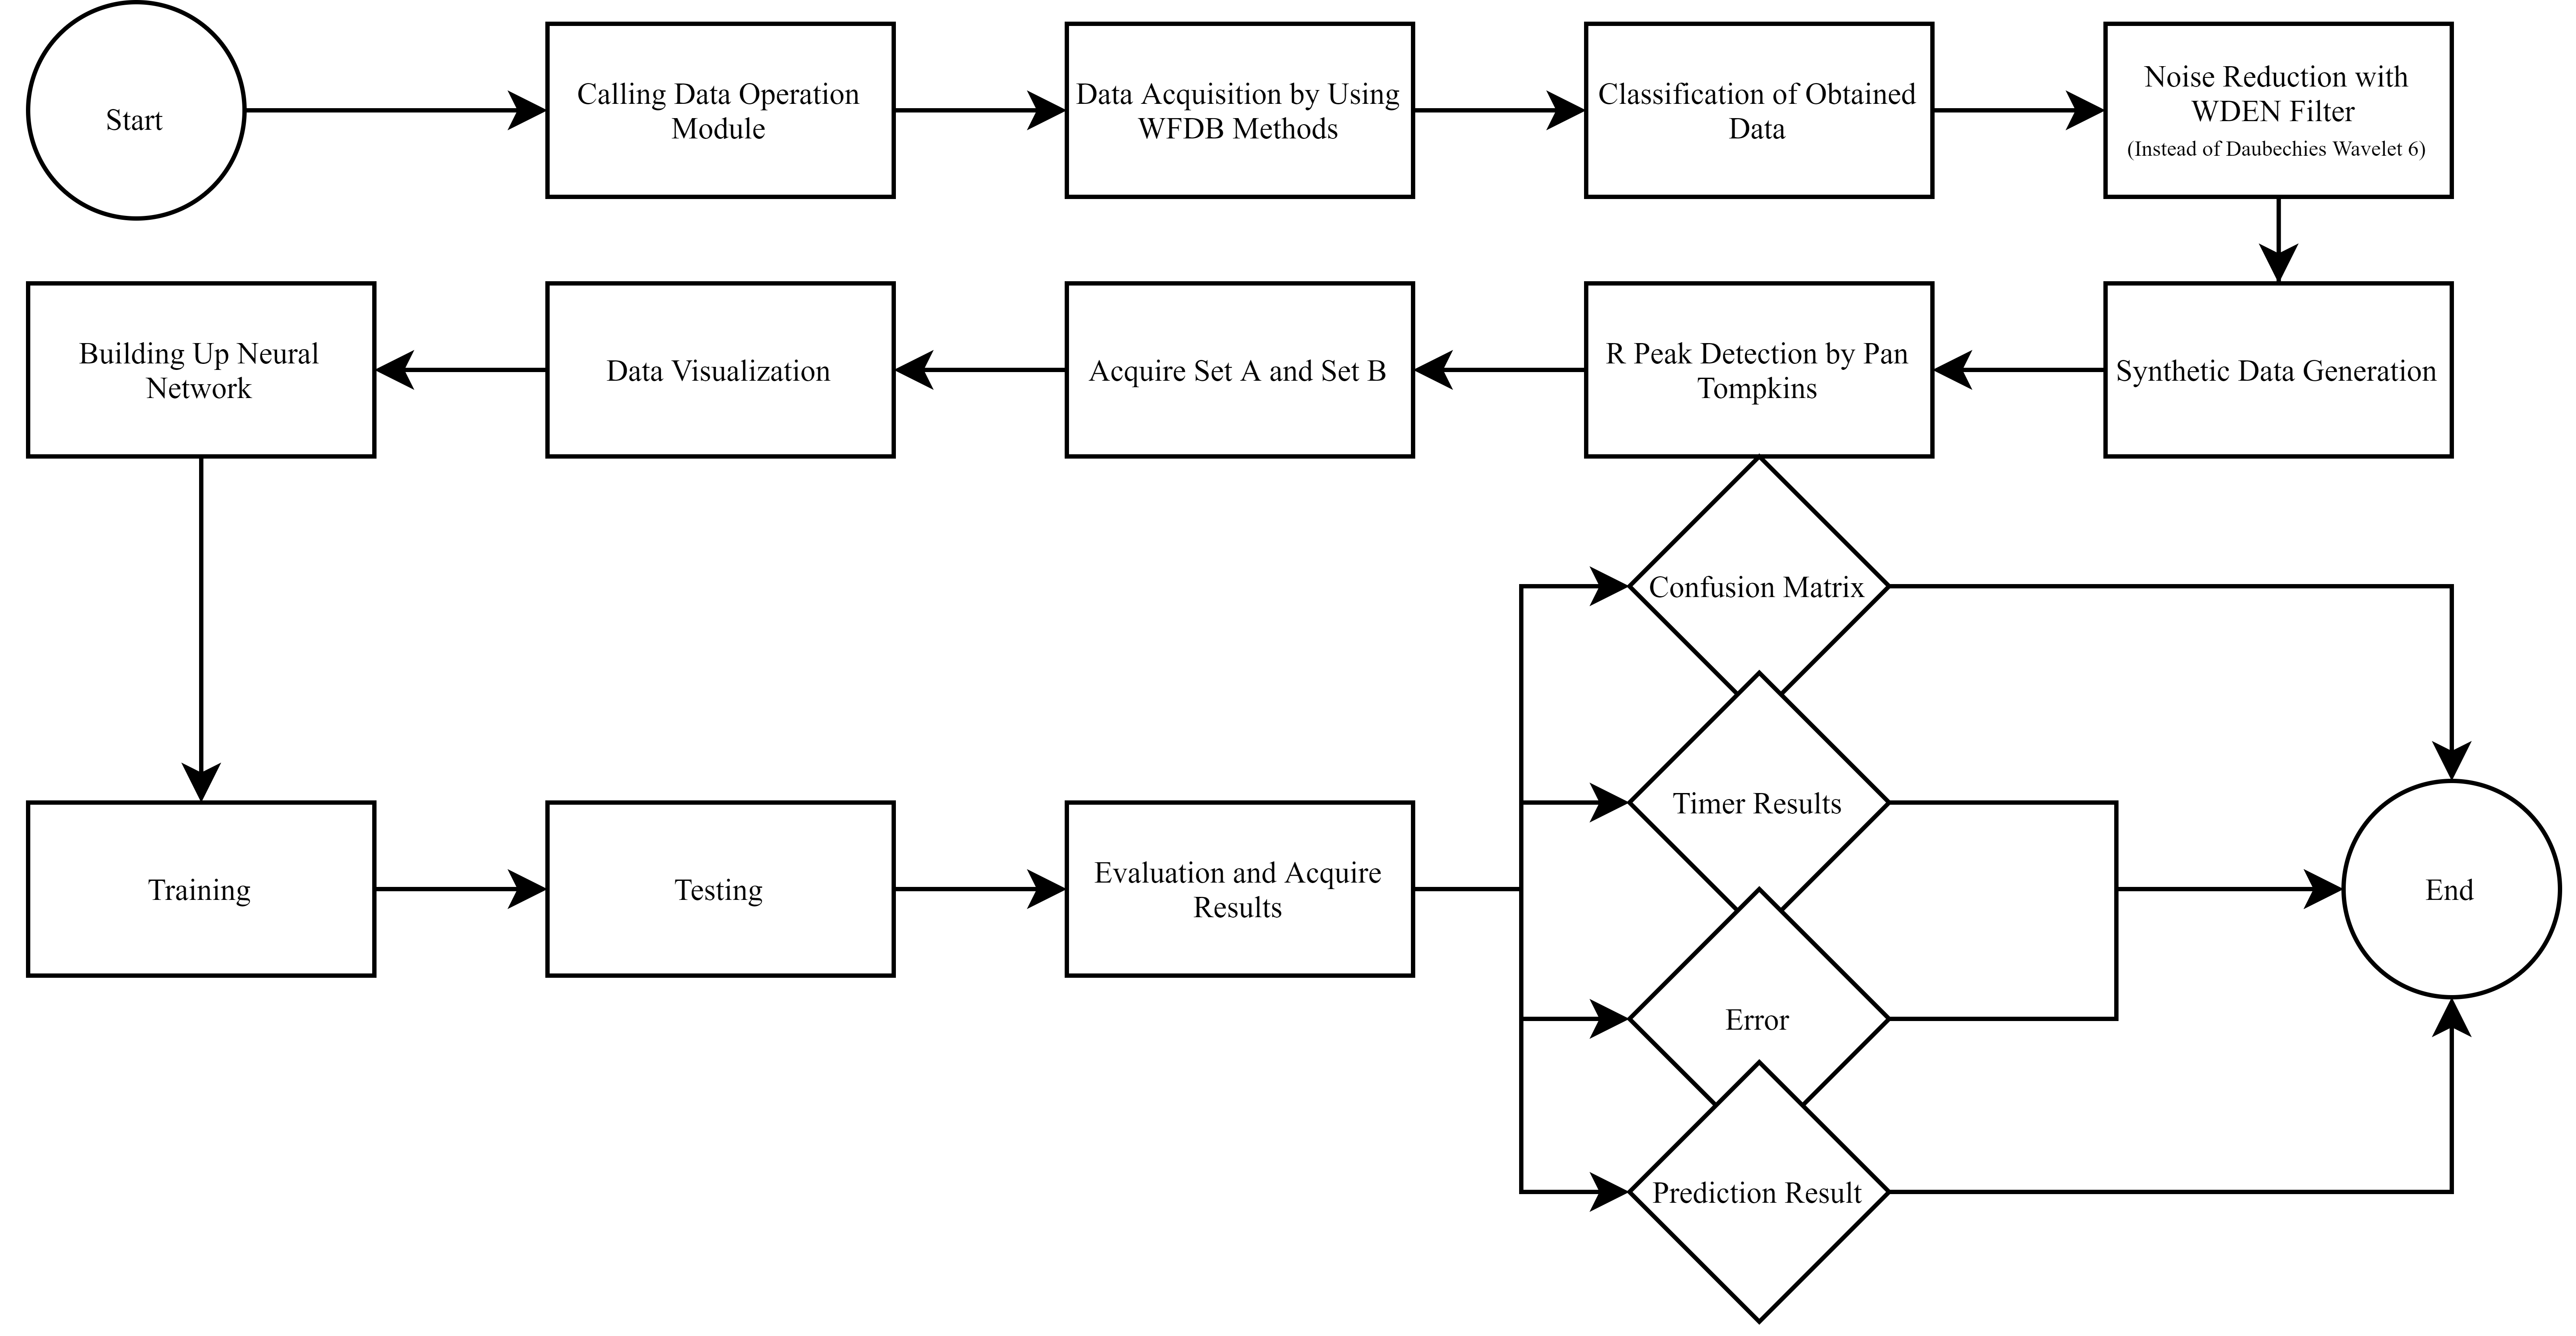 Start
Calling Data Operation
Module
Data Acquisition by Using
WFDB Methods
Classification of Obtained
Data
Noise Reduction with
WDEN Filter
(Instead of Daubechies Wavelet 6)
Building Up Neural
Network
Data Visualization
Acquire Set A and Set B
R Peak Detection by Pan
Tompkins
Synthetic Data Generation
Confusion Matrix
Timer Results
Training
Testing
Evaluation and Acquire
Results
End
Error
Prediction Result